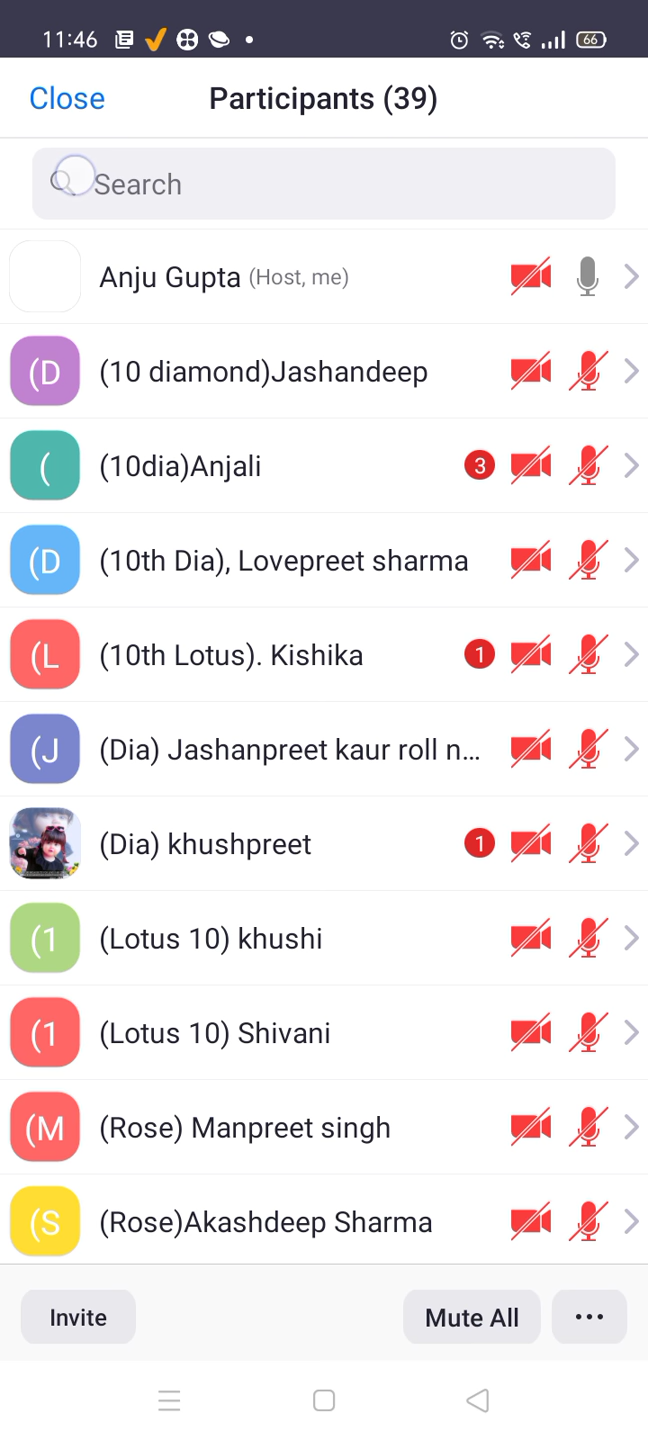 11:46
66
Close
Participants (39)
Search
Anju Gupta (Host, me)
(D
(10 diamond)Jashandeep
(
(10dia)Anjali
3
(D
(10th Dia), Lovepreet sharma
(L
(10th Lotus). Kishika
1
(J
(Dia) Jashanpreet kaur roll n...
(Dia) khushpreet
1
(1
(Lotus 10) khushi
(1
(Lotus 10) Shivani
(M
(Rose) Manpreet singh
(S
(Rose)Akashdeep Sharma
Invite
Mute All
...